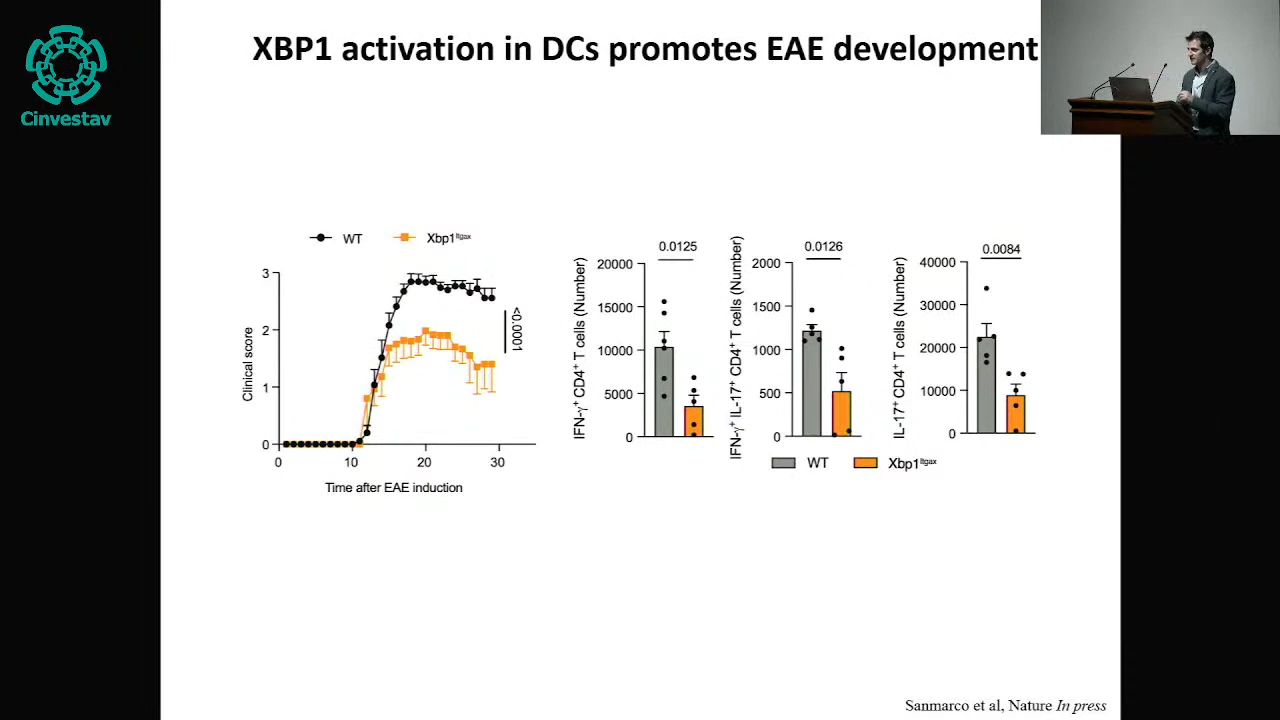 XBP1 activation in DCs promotes EAE development
Cinvestav
WT
Xbp1^Itgax
3
2
1
0
Clinical score
<0.0001
0
10
20
30
Time after EAE induction
0.0125
20000
15000
10000
5000
0
IFN-γ⁺ CD4⁺ T cells (Number)
0.0126
2000
1500
1000
500
0
IFN-γ⁺ IL-17⁺ CD4⁺ T cells (Number)
0.0084
40000
30000
20000
10000
0
IL-17⁺ CD4⁺ T cells (Number)
WT
Xbp1^Itgax
Sanmarco et al, Nature In press